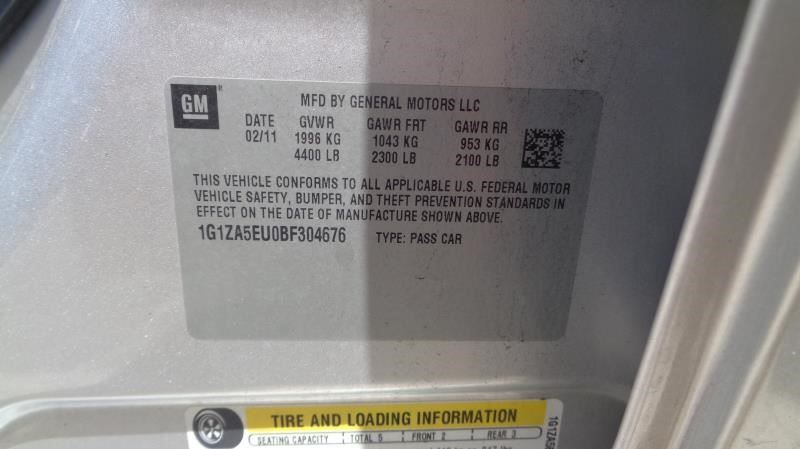 GM MFD BY GENERAL MOTORS LLC
DATE GVWR GAWR FRT GAWR RR
02/11 1996 KG 1043 KG 953 KG
4400 LB 2300 LB 2100 LB
THIS VEHICLE CONFORMS TO ALL APPLICABLE U.S. FEDERAL MOTOR
VEHICLE SAFETY, BUMPER, AND THEFT PREVENTION STANDARDS IN
EFFECT ON THE DATE OF MANUFACTURE SHOWN ABOVE.
1G1ZA5EU0BF304676 TYPE: PASS CAR
TIRE AND LOADING INFORMATION
SEATING CAPACITY TOTAL 5 FRONT 2 REAR 3